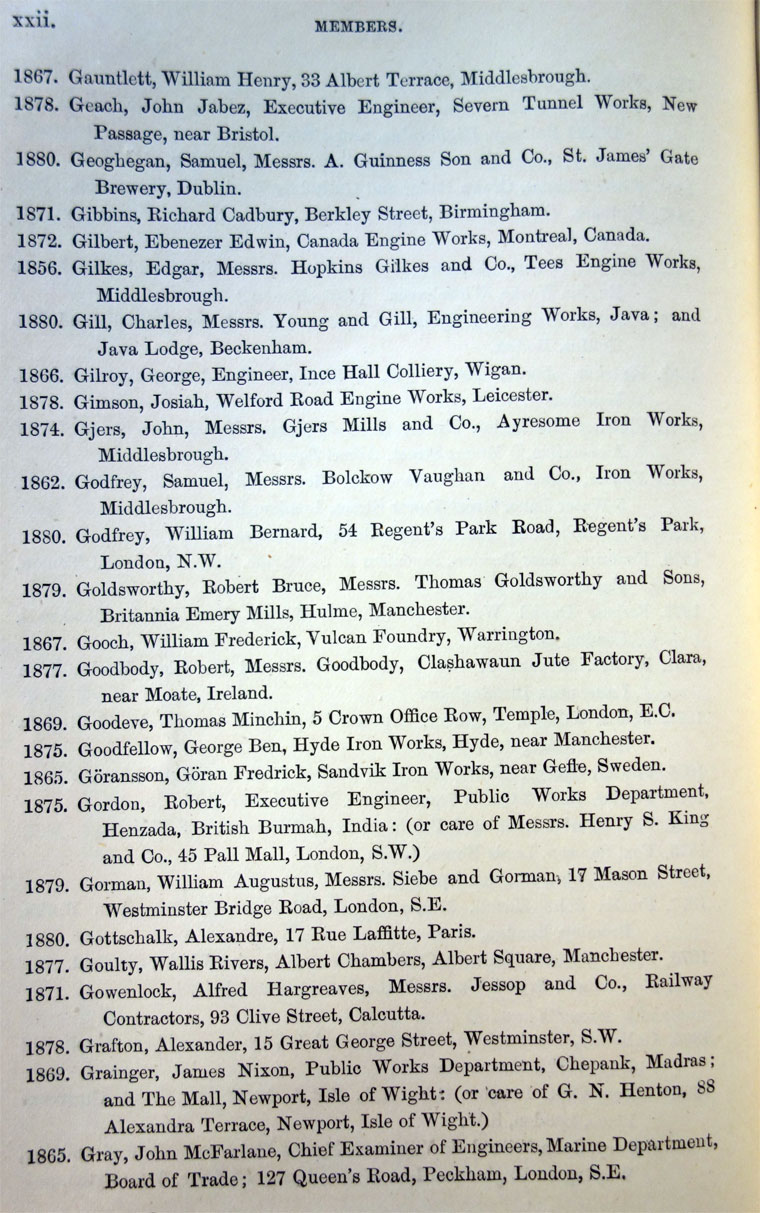 xxii.
MEMBERS.
1867. Gauntlett, William Henry, 33 Albert Terrace, Middlesbrough.
1878. Geach, John Jabez, Executive Engineer, Severn Tunnel Works, New
Passage, near Bristol.
1880. Geoghegan, Samuel, Messrs. A. Guinness Son and Co., St. James' Gate
Brewery, Dublin.
1871. Gibbins, Richard Cadbury, Berkley Street, Birmingham.
1872. Gilbert, Ebenezer Edwin, Canada Engine Works, Montreal, Canada.
1856. Gilkes, Edgar, Messrs. Hopkins Gilkes and Co., Tees Engine Works,
Middlesbrough.
1880. Gill, Charles, Messrs. Young and Gill, Engineering Works, Java; and
Java Lodge, Beckenham.
1866. Gilroy, George, Engineer, Ince Hall Colliery, Wigan.
1878. Gimson, Josiah, Welford Road Engine Works, Leicester.
1874. Gjers, John, Messrs. Gjers Mills and Co., Ayresome Iron Works,
Middlesbrough.
1862. Godfrey, Samuel, Messrs. Bolckow Vaughan and Co., Iron Works,
Middlesbrough.
1880. Godfrey, William Bernard, 54 Regent's Park Road, Regent's Park,
London, N.W.
1879. Goldsworthy, Robert Bruce, Messrs. Thomas Goldsworthy and Sons,
Britannia Emery Mills, Hulme, Manchester.
1867. Gooch, William Frederick, Vulcan Foundry, Warrington.
1877. Goodbody, Robert, Messrs. Goodbody, Clashawaun Jute Factory, Clara,
near Moate, Ireland.
1869. Goodeve, Thomas Minchin, 5 Crown Office Row, Temple, London, E.C.
1875. Goodfellow, George Ben, Hyde Iron Works, Hyde, near Manchester.
1865. Göransson, Göran Fredrick, Sandvik Iron Works, near Gefle, Sweden.
1875. Gordon, Robert, Executive Engineer, Public Works Department,
Henzada, British Burmah, India: (or care of Messrs. Henry S. King
and Co., 45 Pall Mall, London, S.W.)
1879. Gorman, William Augustus, Messrs. Siebe and Gorman, 17 Mason Street,
Westminster Bridge Road, London, S.E.
1880. Gottschalk, Alexandre, 17 Rue Laffitte, Paris.
1877. Goulty, Wallis Rivers, Albert Chambers, Albert Square, Manchester.
1871. Gowenlock, Alfred Hargreaves, Messrs. Jessop and Co., Railway
Contractors, 93 Clive Street, Calcutta.
1878. Grafton, Alexander, 15 Great George Street, Westminster, S.W.
1869. Grainger, James Nixon, Public Works Department, Chepank, Madras;
and The Mall, Newport, Isle of Wight: (or care of G. N. Henton, 88
Alexandra Terrace, Newport, Isle of Wight.)
1865. Gray, John McFarlane, Chief Examiner of Engineers, Marine Department,
Board of Trade; 127 Queen's Road, Peckham, London, S.E.